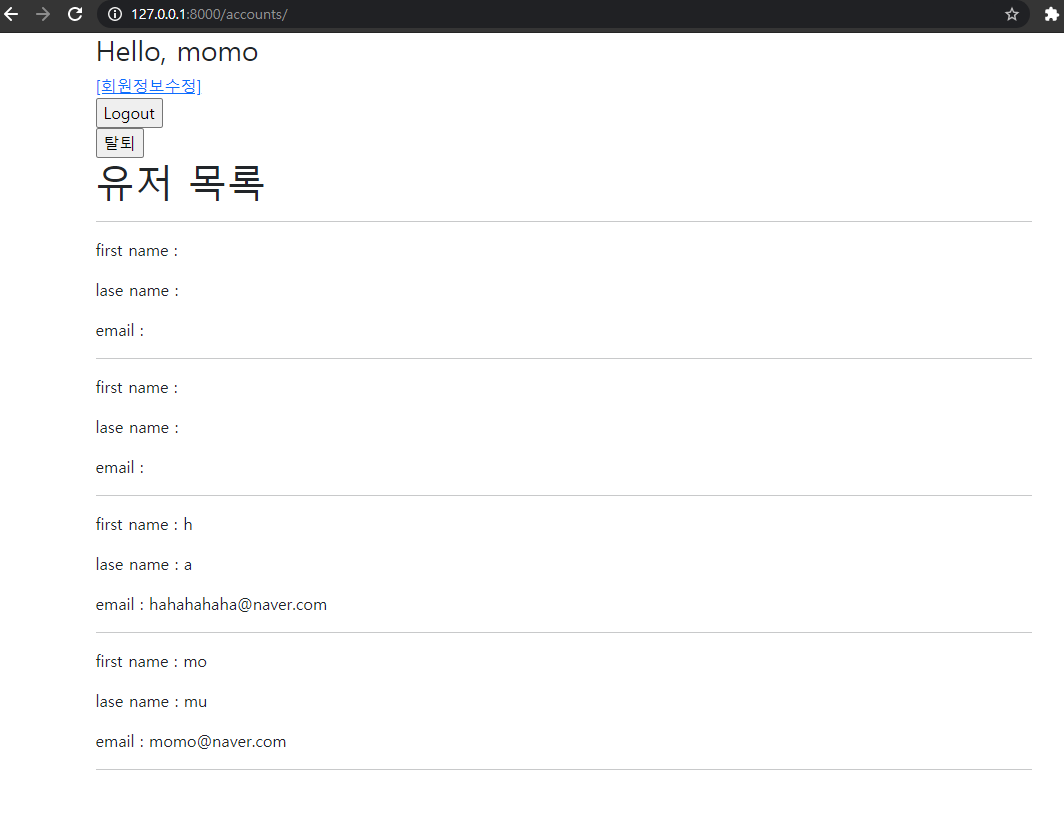 127.0.0.1:8000/accounts/
Hello, momo
[회원정보수정]
Logout
탈퇴
유저 목록
first name :
lase name :
email :
first name :
lase name :
email :
first name : h
lase name : a
email : hahahahaha@naver.com
first name : mo
lase name : mu
email : momo@naver.com